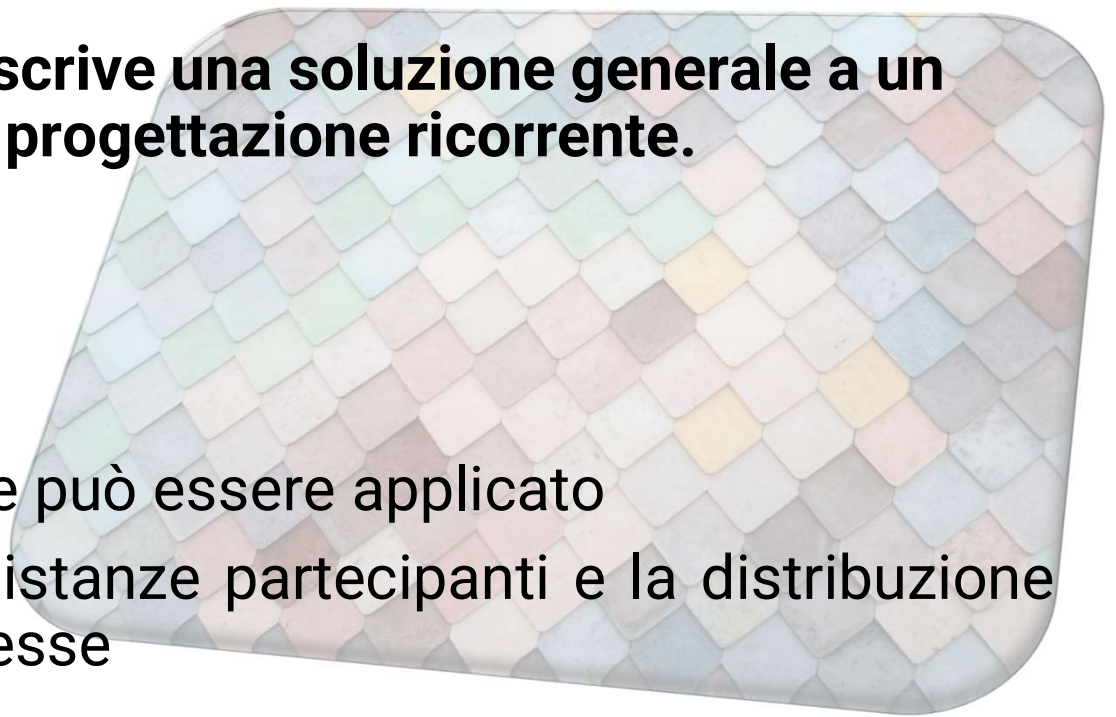 scrive una soluzione generale a un
progettazione ricorrente.
e può essere applicato
istanze partecipanti e la distribuzione
esse